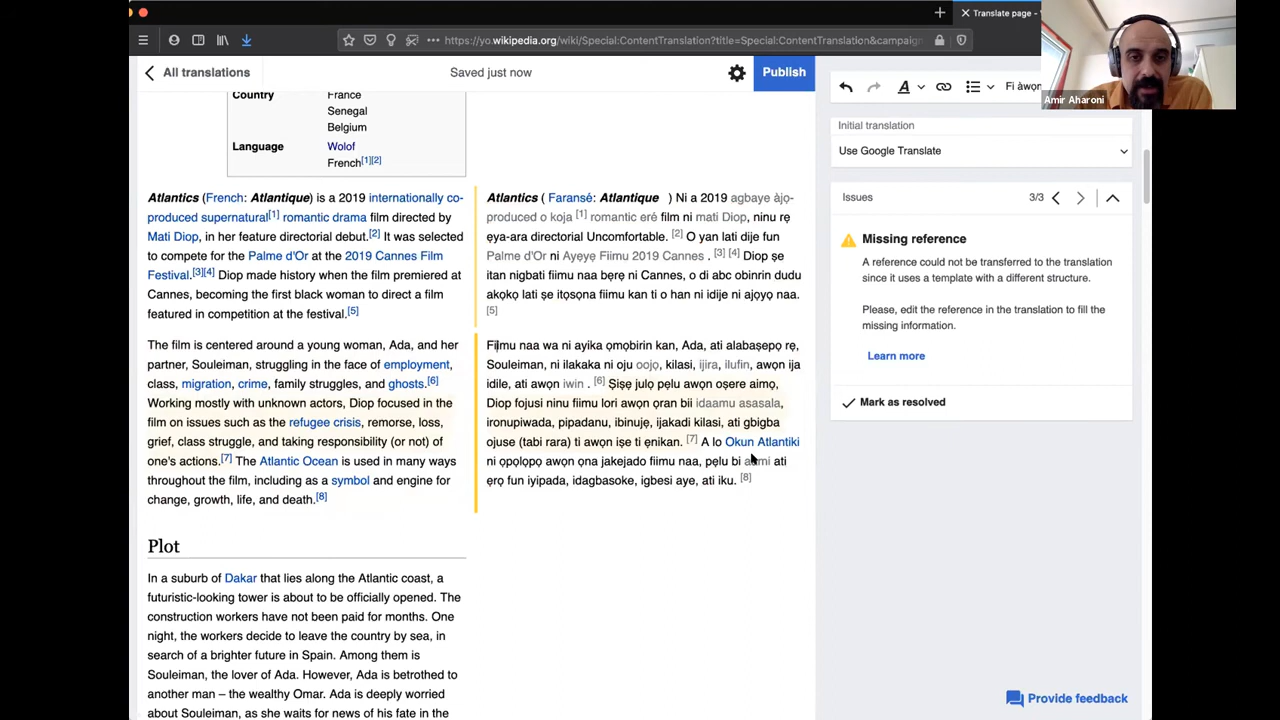 Translate page -
https://yo.wikipedia.org/wiki/Special:ContentTranslation?title=Special:ContentTranslation&campaign
All translations
Saved just now
Publish
Fi àwọn
Amir Aharoni
Country
France
Senegal
Belgium
Language
Wolof
French[1][2]
Atlantics (French: Atlantique) is a 2019 internationally co-
produced supernatural[1] romantic drama film directed by
Mati Diop, in her feature directorial debut.[2] It was selected
to compete for the Palme d'Or at the 2019 Cannes Film
Festival.[3][4] Diop made history when the film premiered at
Cannes, becoming the first black woman to direct a film
featured in competition at the festival.[5]
The film is centered around a young woman, Ada, and her
partner, Souleiman, struggling in the face of employment,
class, migration, crime, family struggles, and ghosts.[6]
Working mostly with unknown actors, Diop focused in the
film on issues such as the refugee crisis, remorse, loss,
grief, class struggle, and taking responsibility (or not) of
one's actions.[7] The Atlantic Ocean is used in many ways
throughout the film, including as a symbol and engine for
change, growth, life, and death.[8]
Plot
In a suburb of Dakar that lies along the Atlantic coast, a
futuristic-looking tower is about to be officially opened. The
construction workers have not been paid for months. One
night, the workers decide to leave the country by sea, in
search of a brighter future in Spain. Among them is
Souleiman, the lover of Ada. However, Ada is betrothed to
another man – the wealthy Omar. Ada is deeply worried
about Souleiman, as she waits for news of his fate in the
Atlantics ( Faransé: Atlantique ) Ni a 2019 agbaye àjọ-
produced o koja [1] romantic eré film ni mati Diop, ninu rẹ
ẹya-ara directorial Uncomfortable. [2] O yan lati dije fun
Palme d'Or ni Ayẹyẹ Fiimu 2019 Cannes . [3] [4] Diop ṣe
itan nigbati fiimu naa bẹrẹ ni Cannes, o di abc obinrin dudu
akọkọ lati ṣe itọsọna fiimu kan ti o han ni idije ni ajọyọ naa.
[5]
Fiimu naa wa ni ayika ọmọbirin kan, Ada, ati alabaṣepọ rẹ,
Souleiman, ni ilakaka ni oju oojọ, kilasi, ijira, ilufin, awọn ija
idile, ati awọn iwin . [6] Ṣiṣe julọ pẹlu awọn oṣere aimọ,
Diop fojusi ninu fiimu lori awọn ọran bii idaamu asasala,
ironupiwada, pipadanu, ibinujẹ, ijakadi kilasi, ati gbigba
ojuse (tabi rara) ti awọn iṣe ti ẹnikan. [7] A lo Okun Atlantiki
ni ọpọlọpọ awọn ọna jakejado fiimu naa, pẹlu bi ati
ẹrọ fun iyipada, idagbasoke, igbesi aye, ati iku. [8]
Initial translation
Use Google Translate
Issues
3/3
Missing reference
A reference could not be transferred to the translation
since it uses a template with a different structure.
Please, edit the reference in the translation to fill the
missing information.
Learn more
Mark as resolved
Provide feedback